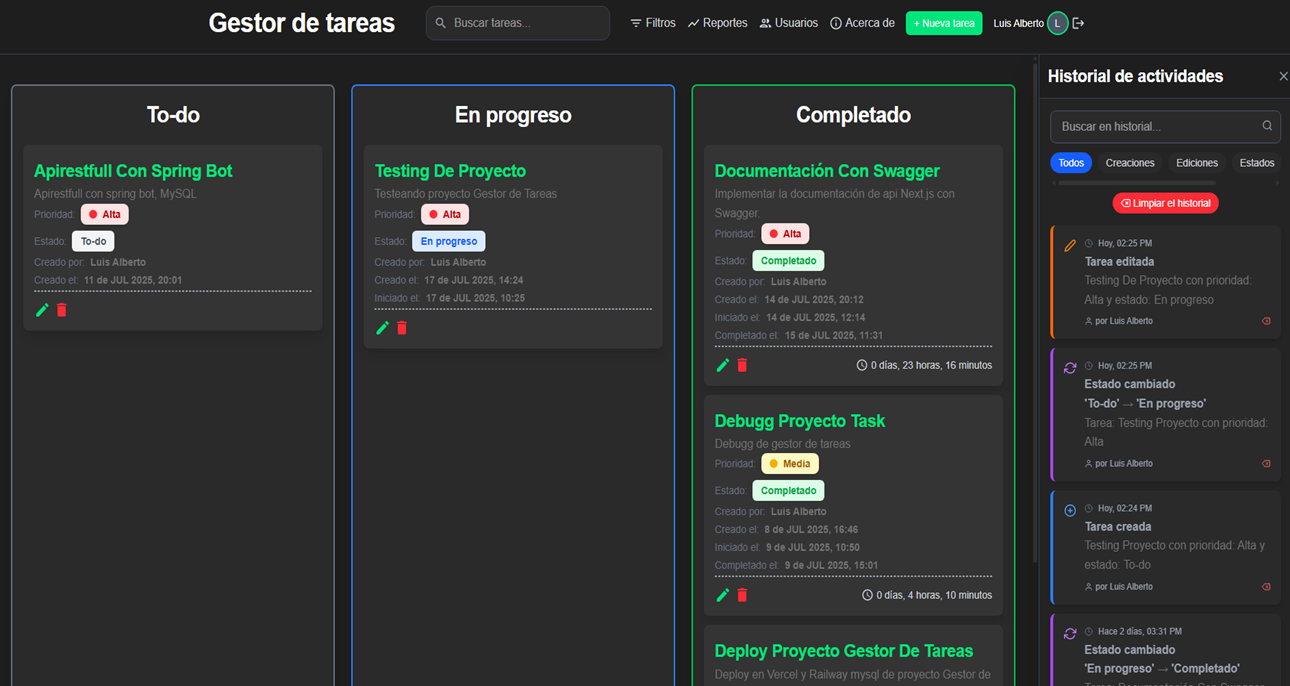 Gestor de tareas
Buscar tareas...
Filtros
Reportes
Usuarios
Acerca de
+ Nueva tarea
Luis Alberto
L
To-do
Apirestfull Con Spring Bot
Apirestfull con spring bot, MySQL
Prioridad: Alta
Estado: To-do
Creado por: Luis Alberto
Creado el: 11 de JUL 2025, 20:01
En progreso
Testing De Proyecto
Testeando proyecto Gestor de Tareas
Prioridad: Alta
Estado: En progreso
Creado por: Luis Alberto
Creado el: 17 de JUL 2025, 14:24
Iniciado el: 17 de JUL 2025, 10:25
Completado
Documentación Con Swagger
Implementar la documentación de api Next.js con
Swagger.
Prioridad: Alta
Estado: Completado
Creado por: Luis Alberto
Creado el: 14 de JUL 2025, 20:12
Iniciado el: 14 de JUL 2025, 12:14
Completado el: 15 de JUL 2025, 11:31
0 días, 23 horas, 16 minutos
Debugg Proyecto Task
Debugg de gestor de tareas
Prioridad: Media
Estado: Completado
Creado por: Luis Alberto
Creado el: 8 de JUL 2025, 16:46
Iniciado el: 9 de JUL 2025, 10:50
Completado el: 9 de JUL 2025, 15:01
0 días, 4 horas, 10 minutos
Deploy Proyecto Gestor De Tareas
Deploy en Vercel y Railway mysql de proyecto Gestor de
Historial de actividades
Buscar en historial...
Todos
Creaciones
Ediciones
Estados
Limpiar el historial
Hoy, 02:25 PM
Tarea editada
Testing De Proyecto con prioridad:
Alta y estado: En progreso
por Luis Alberto
Hoy, 02:25 PM
Estado cambiado
'To-do' → 'En progreso'
Tarea: Testing Proyecto con prioridad:
Alta
por Luis Alberto
Hoy, 02:24 PM
Tarea creada
Testing Proyecto con prioridad: Alta y
estado: To-do
por Luis Alberto
Hace 2 días, 03:31 PM
Estado cambiado
'En progreso' → 'Completado'